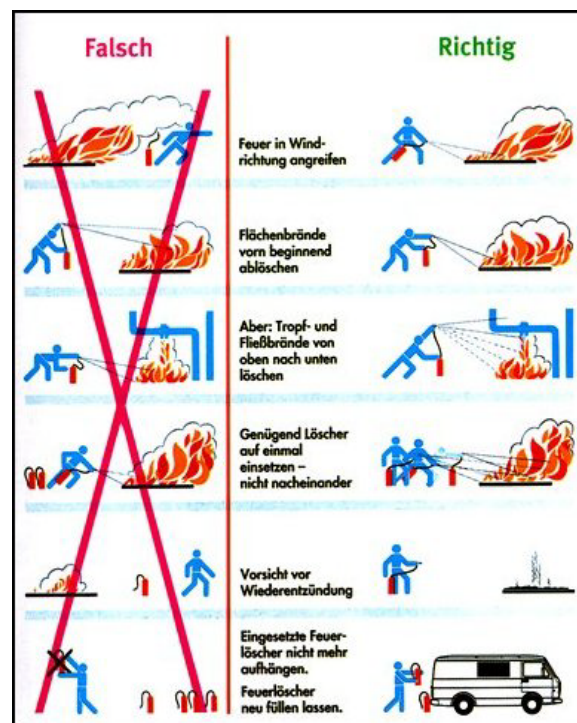 Falsch
Richtig
Feuer in Wind-
richtung angreifen
Flächenbrände
vorn beginnend
ablöschen
Aber: Tropf- und
Fließbrände von
oben nach unten
löschen
Genügend Löscher
auf einmal
einsetzen –
nicht nacheinander
Vorsicht vor
Wiederentzündung
Eingesetzte Feuer-
löscher nicht mehr
aufhängen.
Feuerlöscher
neu füllen lassen.